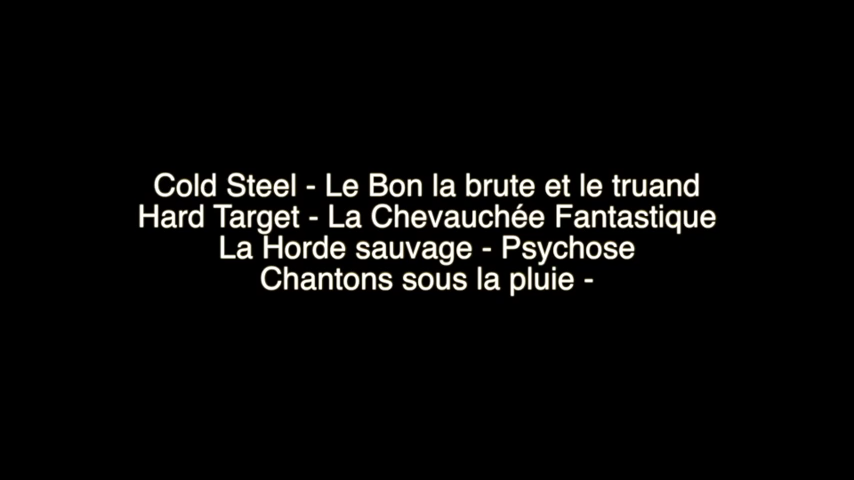 Cold Steel - Le Bon la brute et le truand
Hard Target - La Chevauchée Fantastique
La Horde sauvage - Psychose
Chantons sous la pluie -